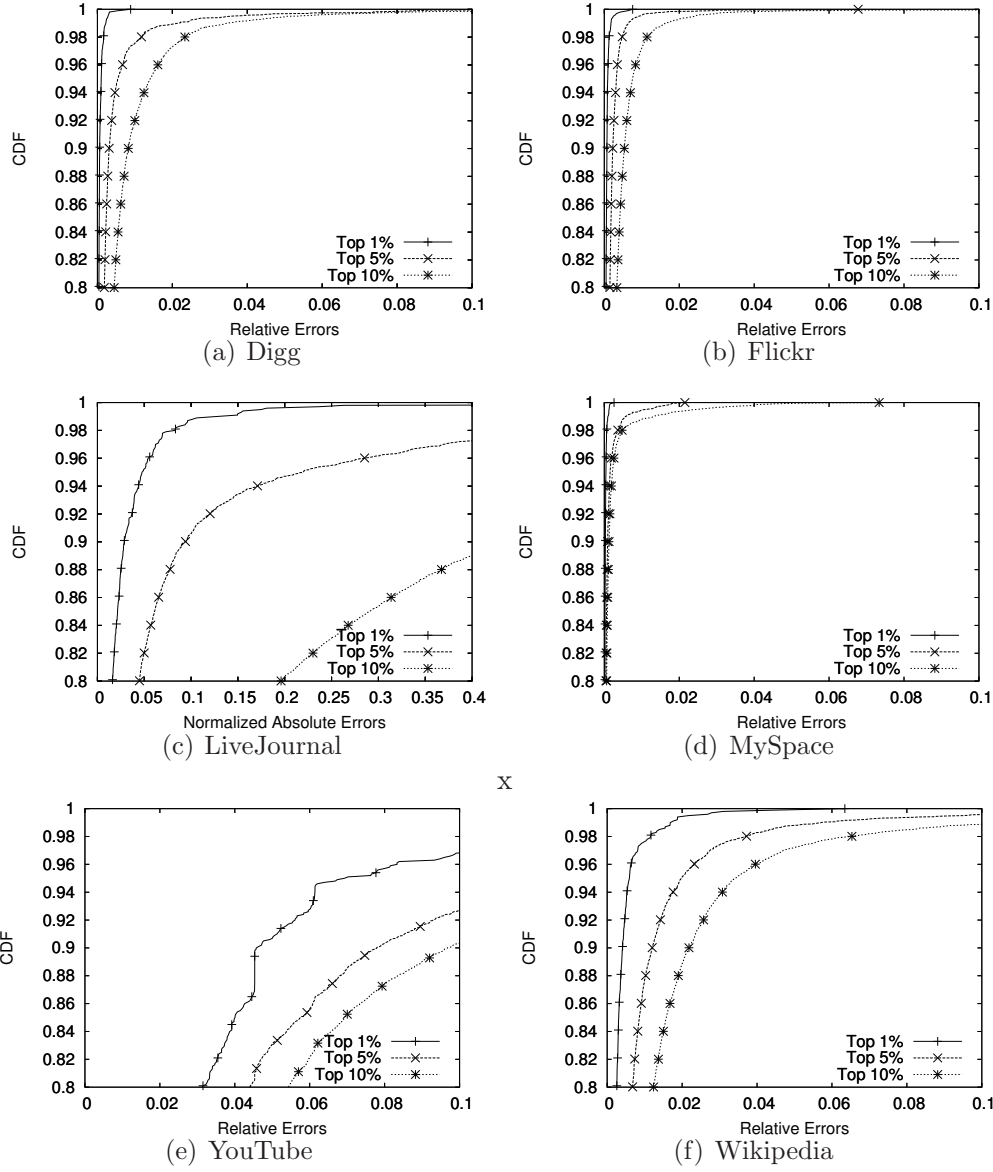 1
0.98
0.96
0.94
0.92
0.9
0.88
0.86
0.84
0.82
0.8
CDF
0 0.02 0.04 0.06 0.08 0.1
Relative Errors
Top 1%
Top 5%
Top 10%
(a) Digg
1
0.98
0.96
0.94
0.92
0.9
0.88
0.86
0.84
0.82
0.8
CDF
0 0.02 0.04 0.06 0.08 0.1
Relative Errors
Top 1%
Top 5%
Top 10%
(b) Flickr
1
0.98
0.96
0.94
0.92
0.9
0.88
0.86
0.84
0.82
0.8
CDF
0 0.05 0.1 0.15 0.2 0.25 0.3 0.35 0.4
Normalized Absolute Errors
Top 1%
Top 5%
Top 10%
(c) LiveJournal
1
0.98
0.96
0.94
0.92
0.9
0.88
0.86
0.84
0.82
0.8
CDF
0 0.02 0.04 0.06 0.08 0.1
Relative Errors
Top 1%
Top 5%
Top 10%
(d) MySpace
x
1
0.98
0.96
0.94
0.92
0.9
0.88
0.86
0.84
0.82
0.8
CDF
0 0.02 0.04 0.06 0.08 0.1
Relative Errors
Top 1%
Top 5%
Top 10%
(e) YouTube
1
0.98
0.96
0.94
0.92
0.9
0.88
0.86
0.84
0.82
0.8
CDF
0 0.02 0.04 0.06 0.08 0.1
Relative Errors
Top 1%
Top 5%
Top 10%
(f) Wikipedia